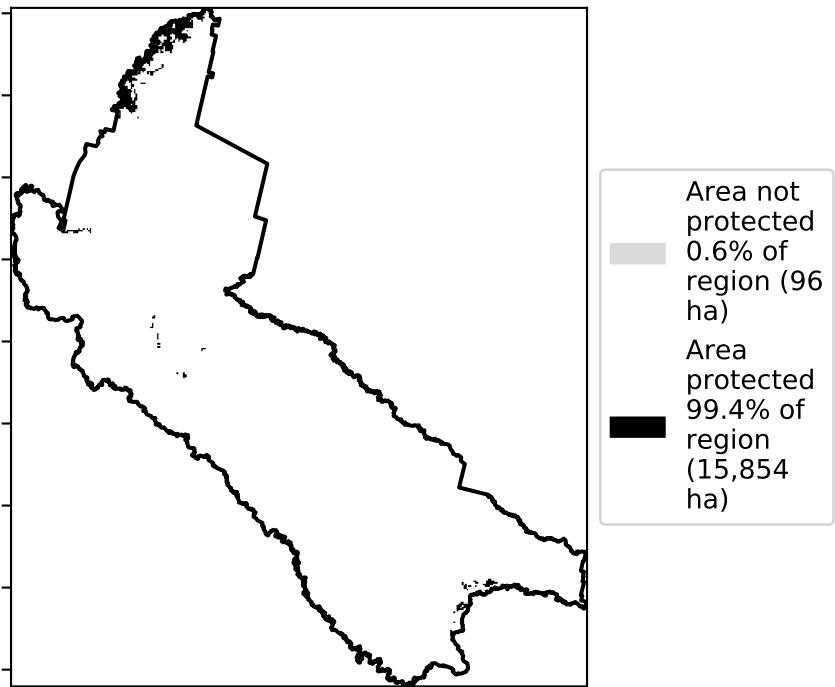 Area not
protected
0.6% of
region (96
ha)
Area
protected
99.4% of
region
(15,854
ha)